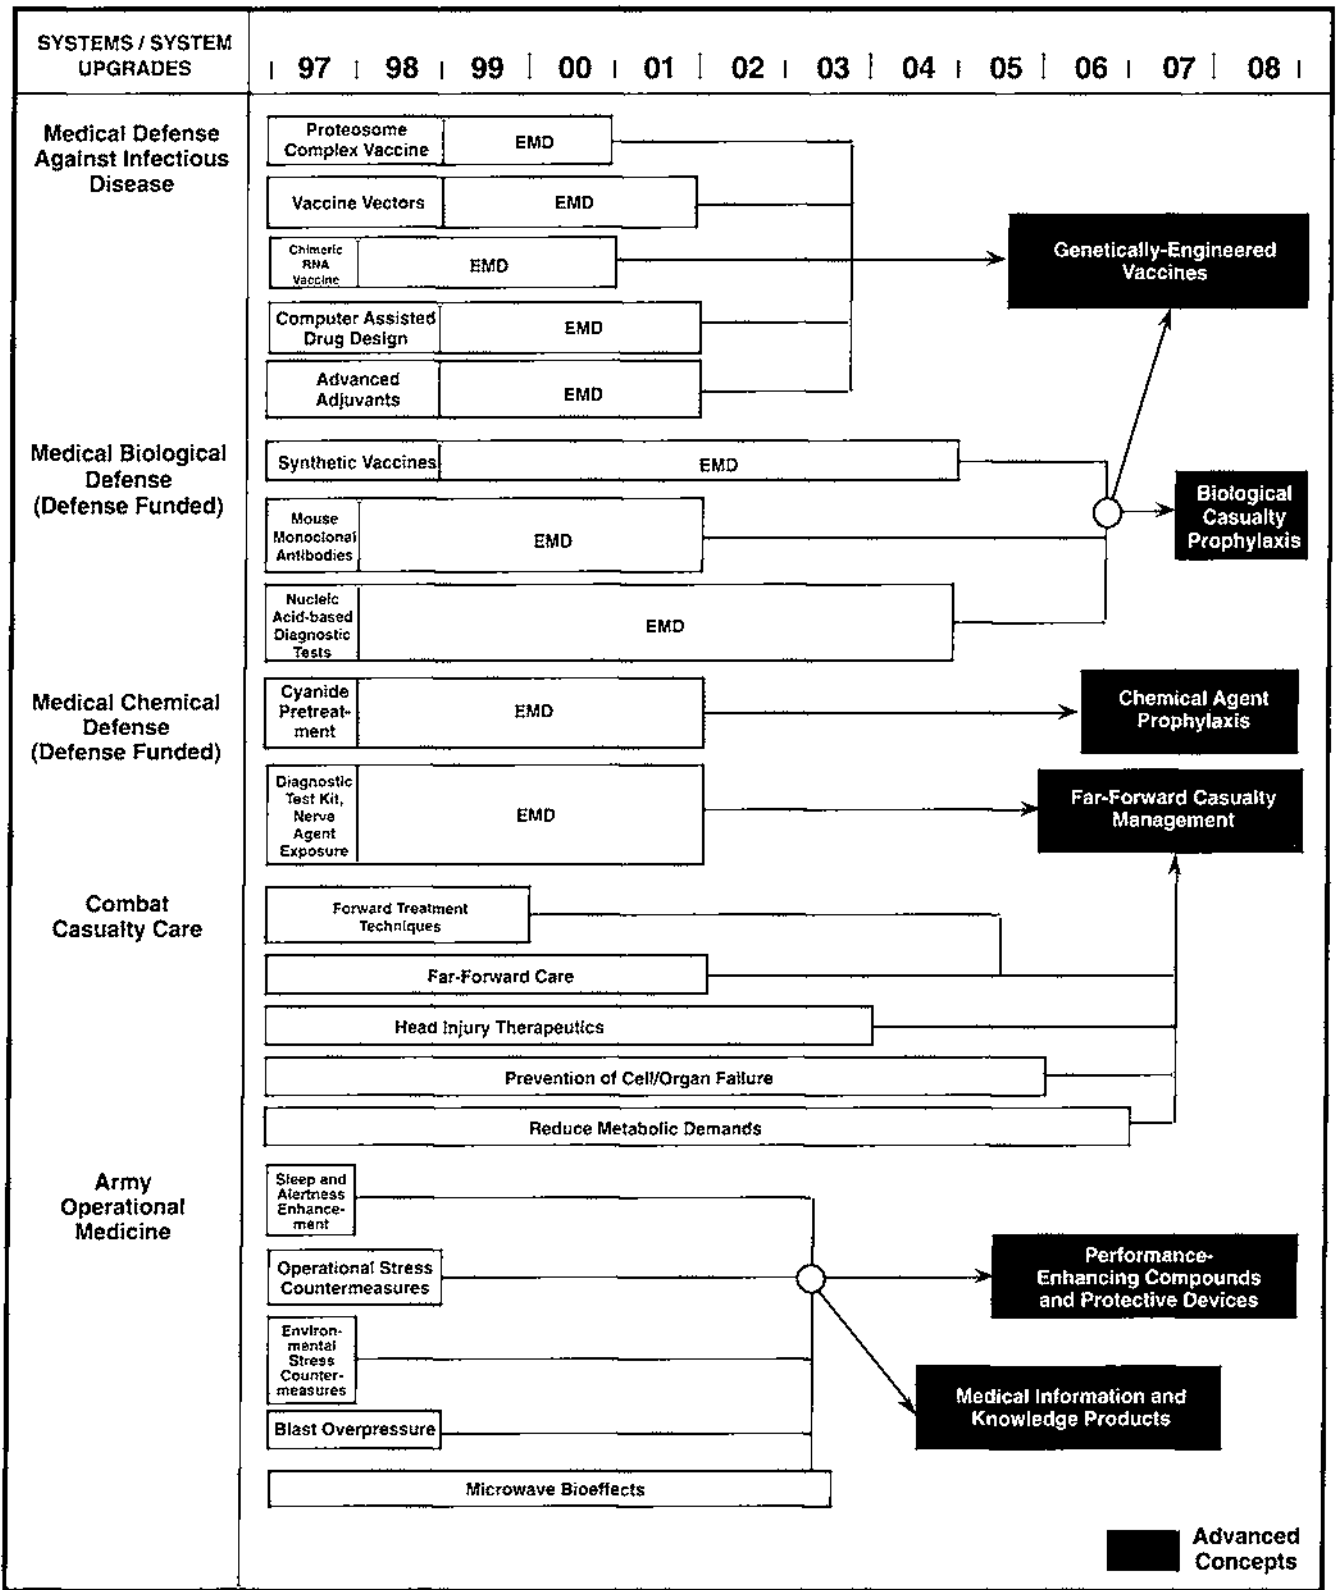 SYSTEMS / SYSTEM
UPGRADES
97 98 99 00 01 02 03 04 05 06 07 08
Medical Defense
Against Infectious
Disease
Proteosome
Complex Vaccine
EMD
Vaccine Vectors
EMD
Chimeric
RNA
Vaccine
EMD
Genetically-Engineered
Vaccines
Computer Assisted
Drug Design
EMD
Advanced
Adjuvants
EMD
Medical Biological
Defense
(Defense Funded)
Synthetic Vaccines
EMD
Mouse
Monoclonal
Antibodies
EMD
Biological
Casualty
Prophylaxis
Nucleic
Acid-based
Diagnostic
Tests
EMD
Medical Chemical
Defense
(Defense Funded)
Cyanide
Pretreat-
ment
EMD
Chemical Agent
Prophylaxis
Diagnostic
Test Kit,
Nerve
Agent
Exposure
EMD
Far-Forward Casualty
Management
Combat
Casualty Care
Forward Treatment
Techniques
Far-Forward Care
Head Injury Therapeutics
Prevention of Cell/Organ Failure
Reduce Metabolic Demands
Army
Operational
Medicine
Sleep and
Alertness
Enhance-
ment
Operational Stress
Countermeasures
Performance-
Enhancing Compounds
and Protective Devices
Environ-
mental
Stress
Counter-
measures
Medical Information and
Knowledge Products
Blast Overpressure
Microwave Bioeffects
Advanced
Concepts